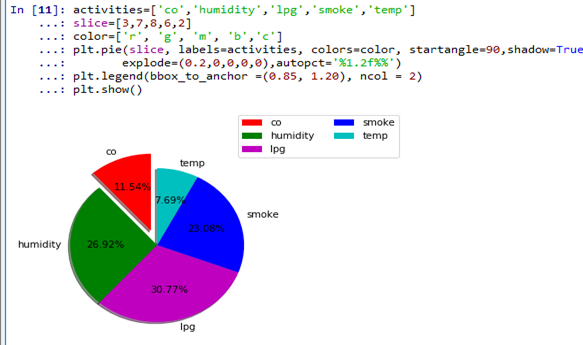 In [11]: activities=['co','humidity','lpg','smoke','temp']
...: slice=[3,7,8,6,2]
...: color=['r', 'g', 'm', 'b','c']
...: plt.pie(slice, labels=activities, colors=color, startangle=90,shadow=True
...: explode=(0.2,0,0,0,0),autopct='%1.2f%%')
...: plt.legend(bbox_to_anchor =(0.85, 1.20), ncol = 2)
...: plt.show()
co smoke
humidity temp
lpg
co
temp
11.54%
7.69%
smoke
23.08%
humidity
26.92%
30.77%
lpg